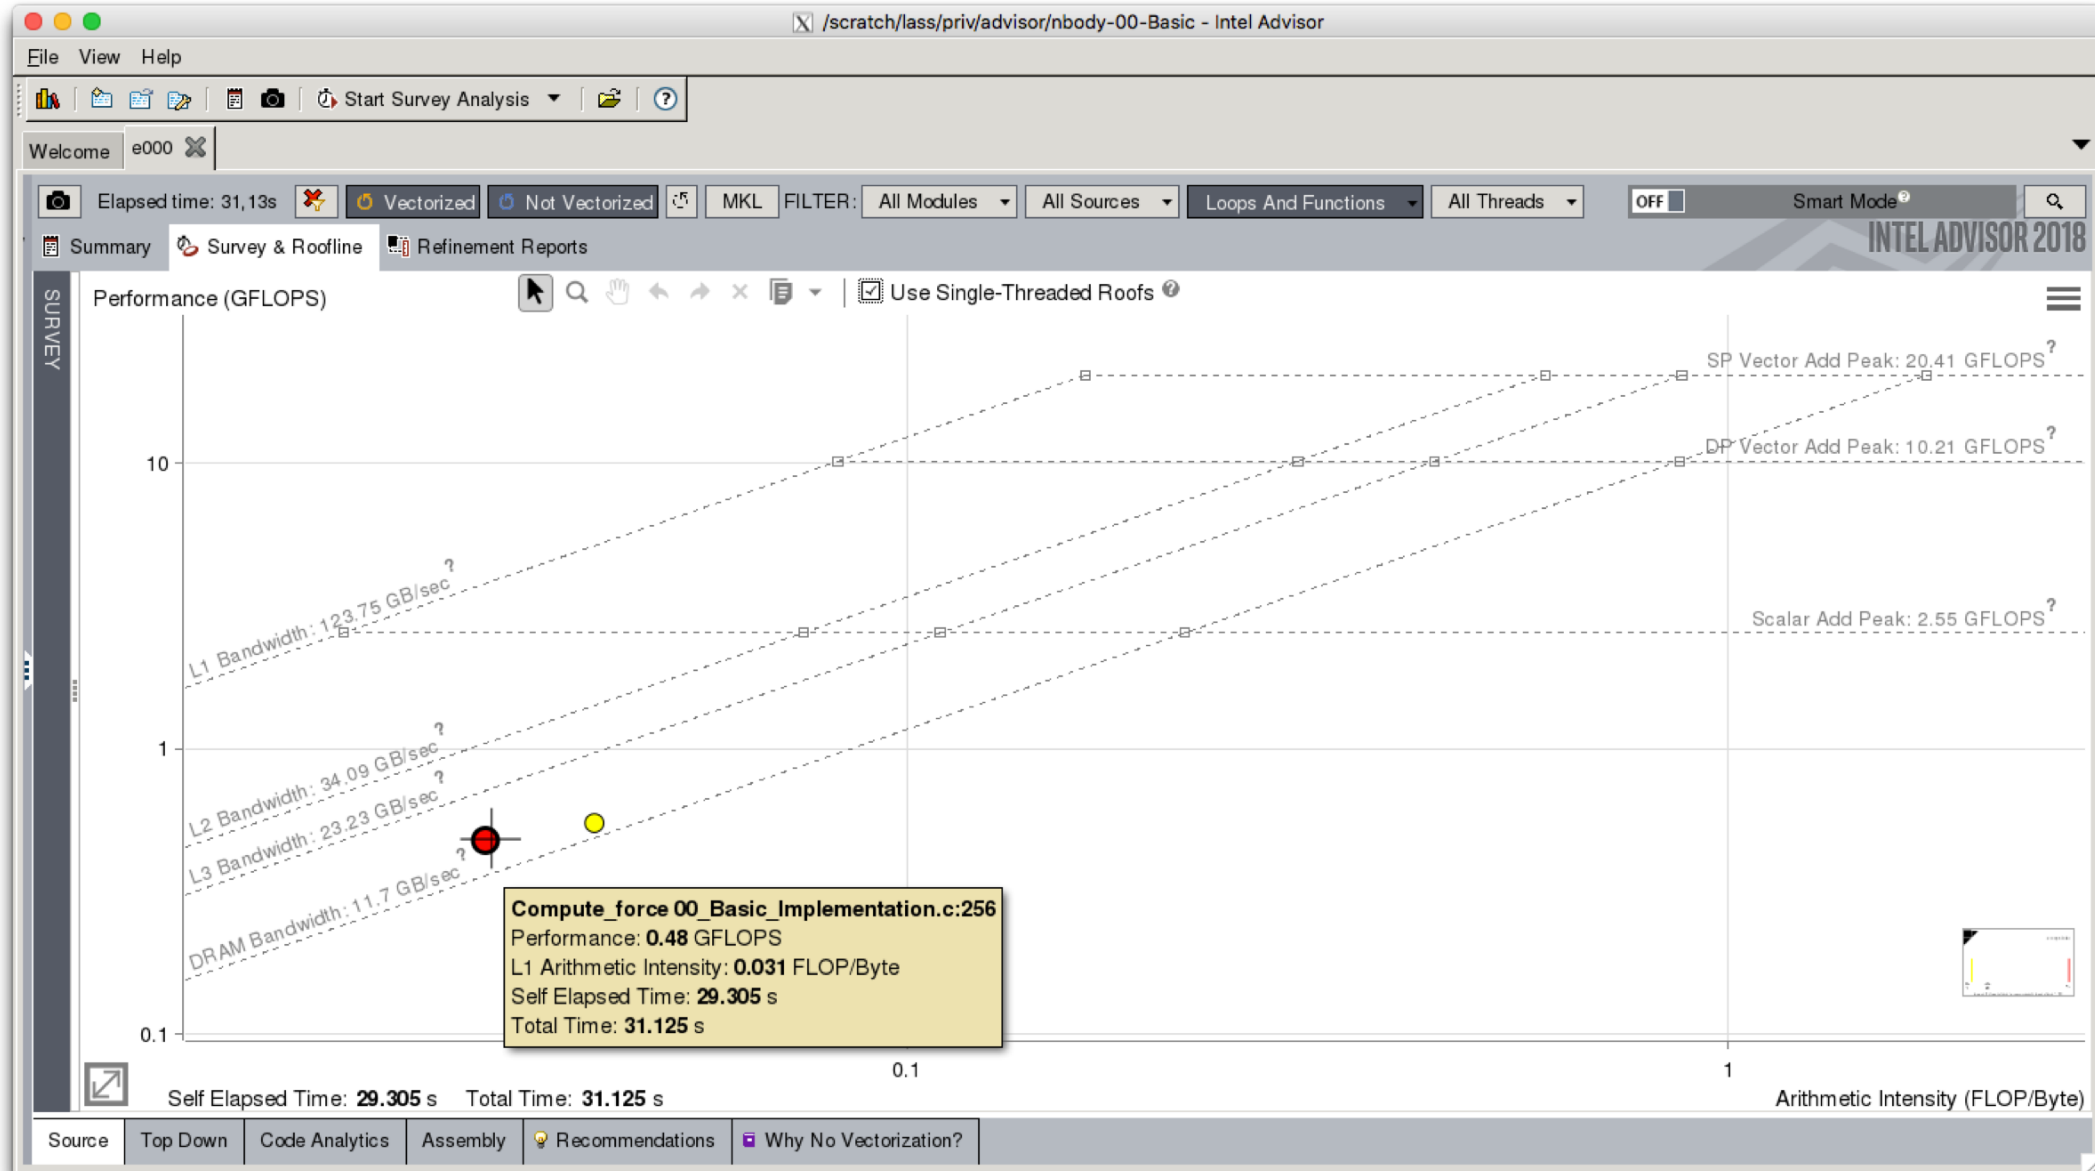 /scratch/lass/priv/advisor/nbody-00-Basic - Intel Advisor
File View Help
Start Survey Analysis
Welcome e000
Elapsed time: 31,13s Vectorized Not Vectorized MKL FILTER: All Modules All Sources Loops And Functions All Threads OFF Smart Mode?
INTEL ADVISOR 2018
Summary Survey & Roofline Refinement Reports
SURVEY
Performance (GFLOPS)
Use Single-Threaded Roofs ?
SP Vector Add Peak: 20.41 GFLOPS ?
10
DP Vector Add Peak: 10.21 GFLOPS ?
L1 Bandwidth: 123.75 GB/sec ?
Scalar Add Peak: 2.55 GFLOPS ?
1
L2 Bandwidth: 34.09 GB/sec ?
L3 Bandwidth: 23.23 GB/sec ?
DRAM Bandwidth: 11.7 GB/sec ?
Compute_force 00_Basic_Implementation.c:256
Performance: 0.48 GFLOPS
L1 Arithmetic Intensity: 0.031 FLOP/Byte
Self Elapsed Time: 29.305 s
Total Time: 31.125 s
0.1
0.1
1
Self Elapsed Time: 29.305 s Total Time: 31.125 s
Arithmetic Intensity (FLOP/Byte)
Source Top Down Code Analytics Assembly Recommendations Why No Vectorization?